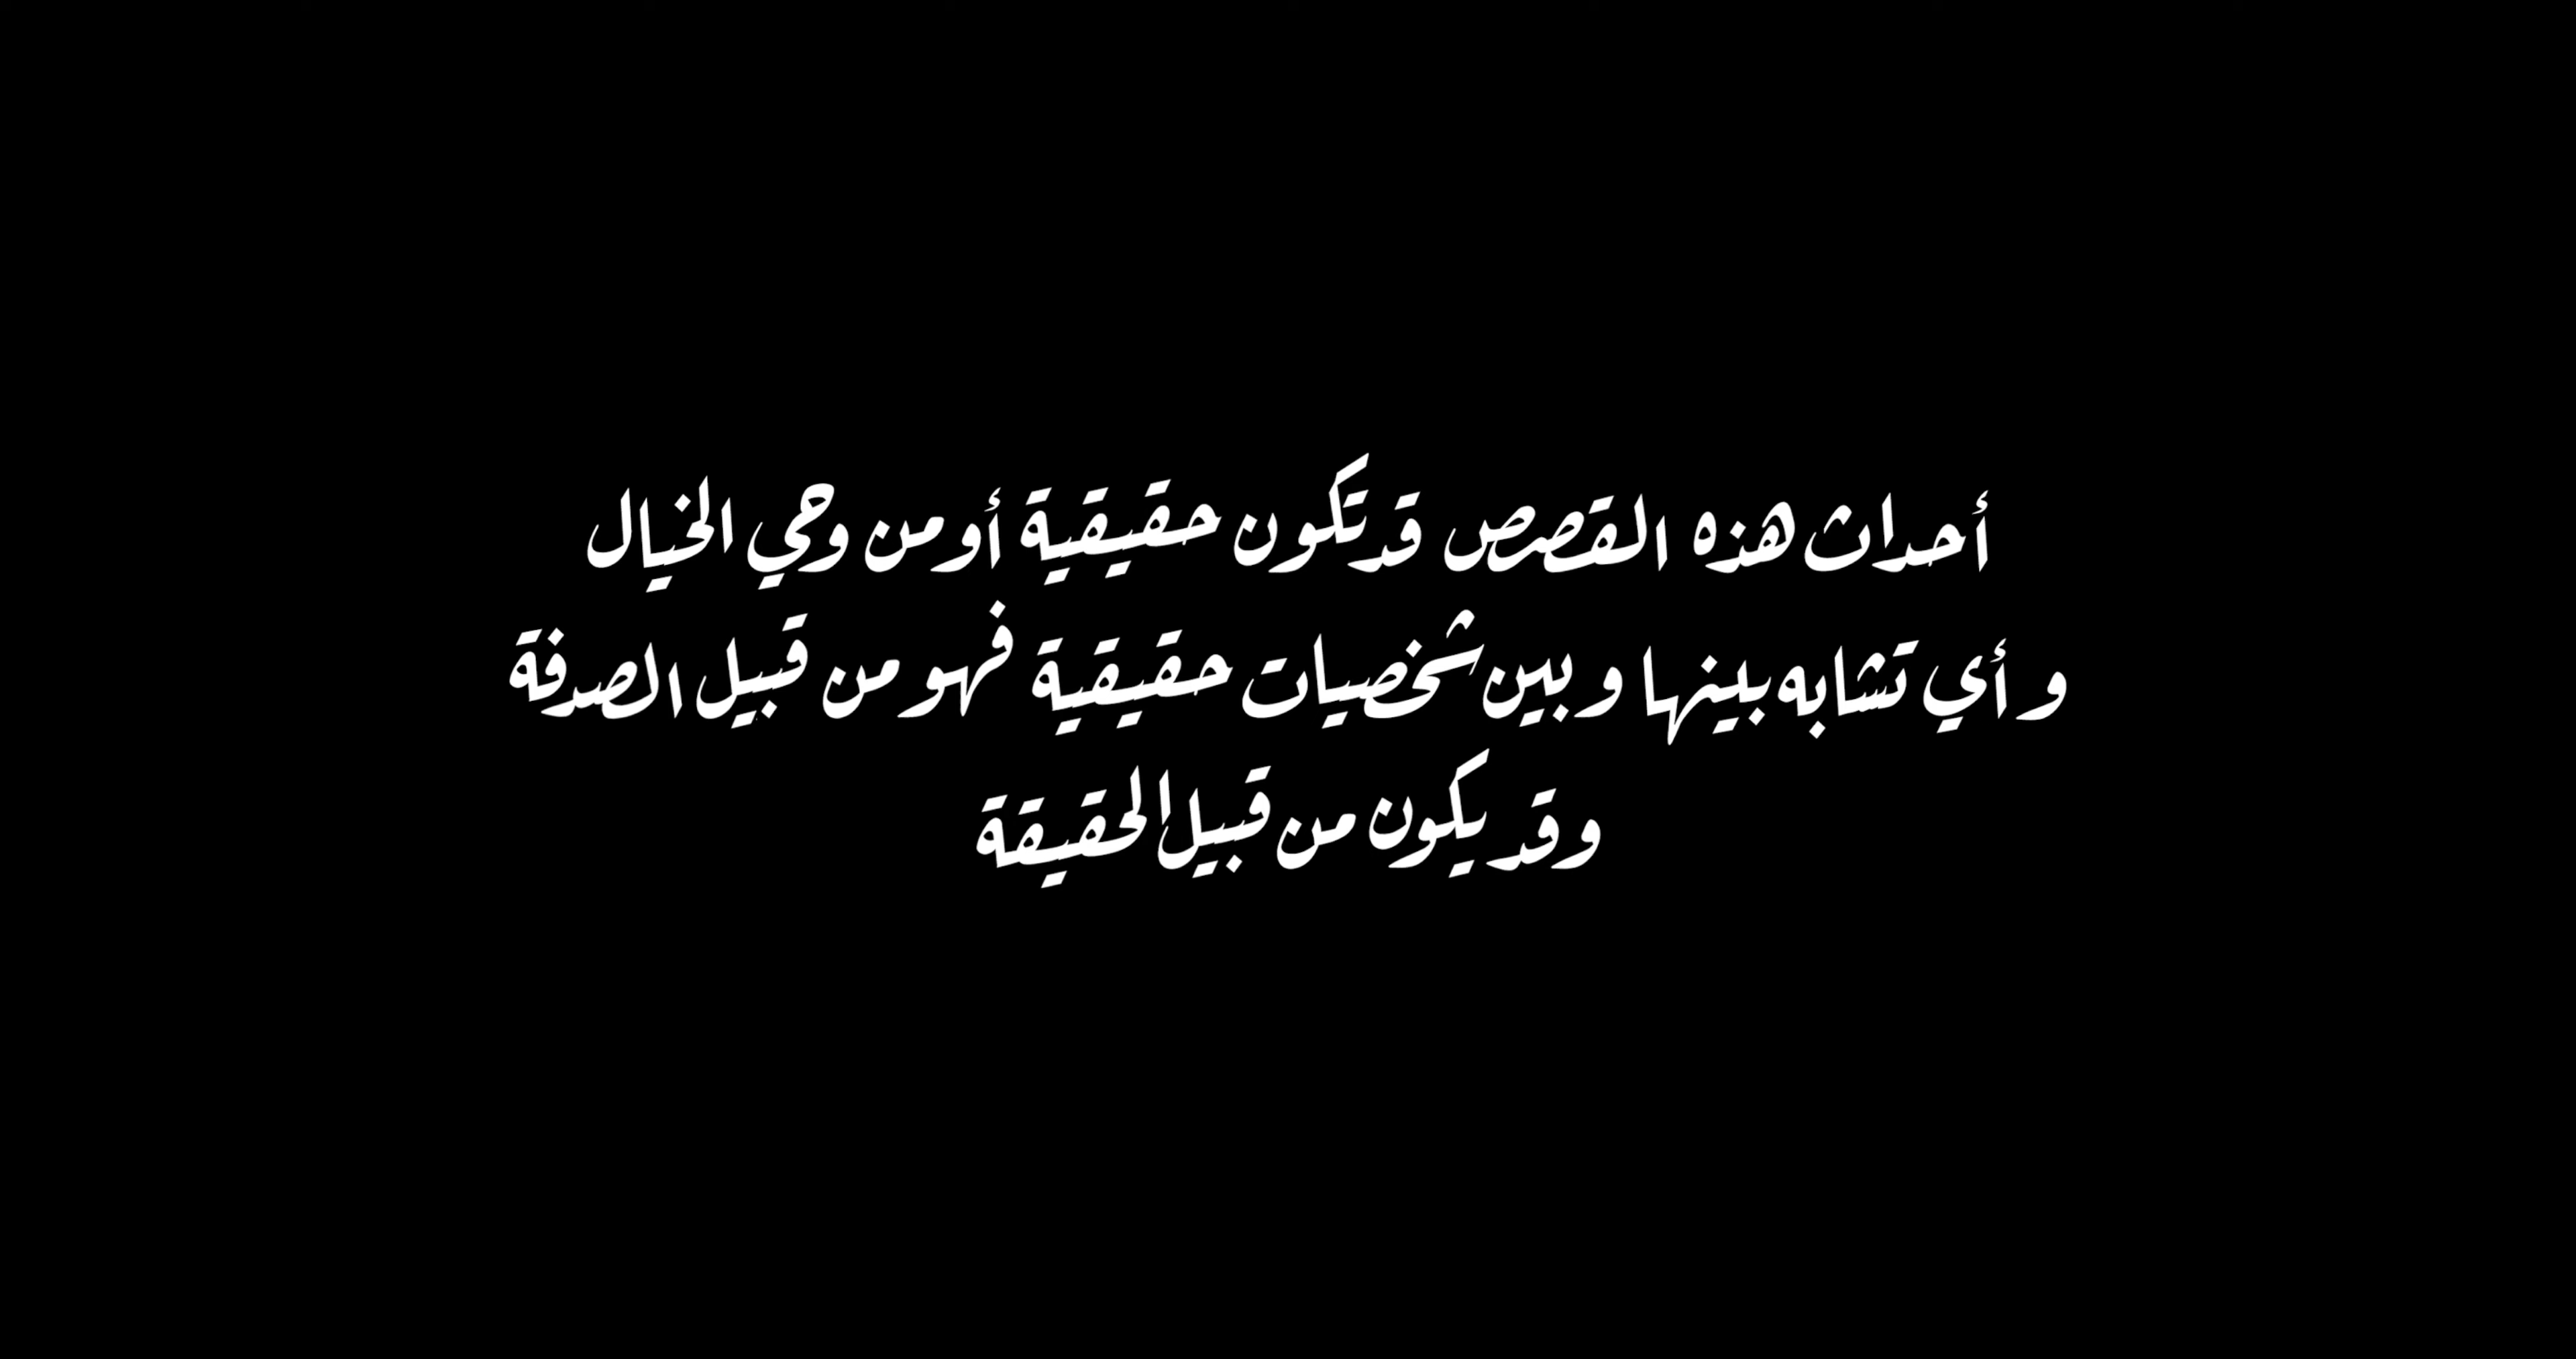 أحداث هذه القصص قد تكون حقيقية أو من وحي الخيال
و أي تشابه بينها وبين شخصيات حقيقية فهو من قبيل الصدفة
وقد يكون من قبيل الحقيقة